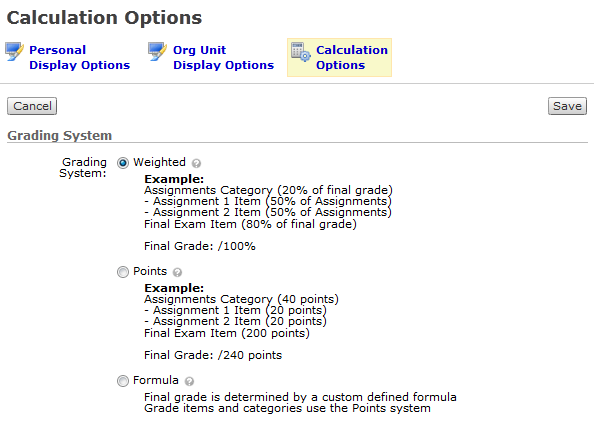 Calculation Options
Personal
Display Options
Org Unit
Display Options
Calculation
Options
Cancel
Save
Grading System
Grading
System:
Weighted
Example:
Assignments Category (20% of final grade)
- Assignment 1 Item (50% of Assignments)
- Assignment 2 Item (50% of Assignments)
Final Exam Item (80% of final grade)
Final Grade: /100%
Points
Example:
Assignments Category (40 points)
- Assignment 1 Item (20 points)
- Assignment 2 Item (20 points)
Final Exam Item (200 points)
Final Grade: /240 points
Formula
Final grade is determined by a custom defined formula
Grade items and categories use the Points system